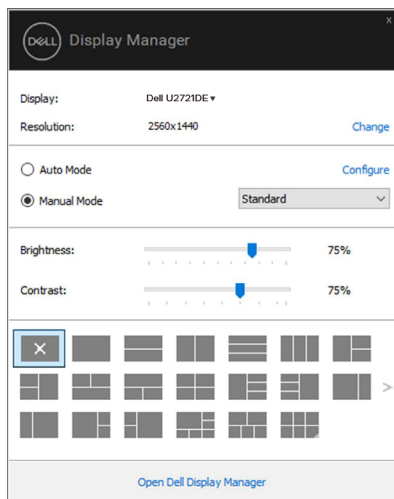 x
DELL Display Manager
Display: Dell U2721DE
Resolution: 2560x1440 Change
Auto Mode Configure
Manual Mode Standard
Brightness: 75%
Contrast: 75%
Open Dell Display Manager